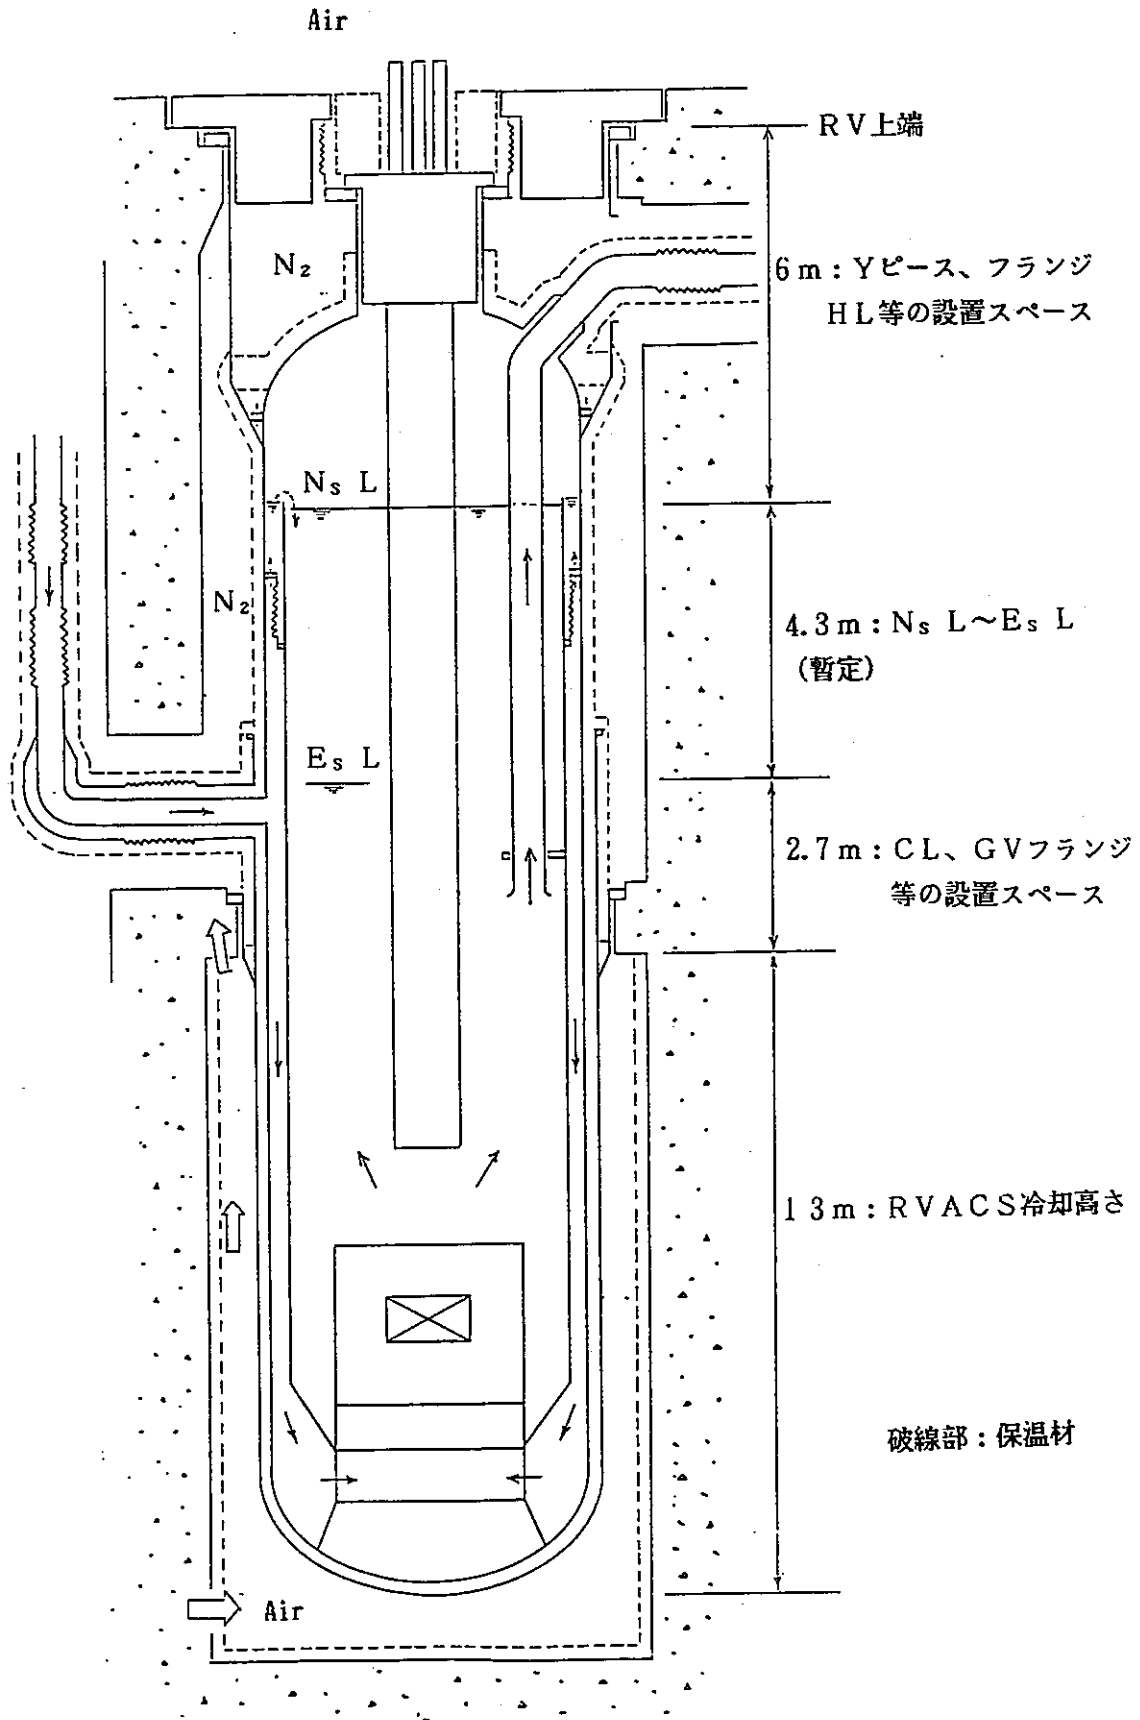 Air
RV上端
N₂
6m：Yピース、フランジ
HL等の設置スペース
Ns L
N₂
4.3m：Ns L～Es L
(暫定)
Es L
2.7m：CL、GVフランジ
等の設置スペース
13m：RVACS冷却高さ
破線部：保温材
Air